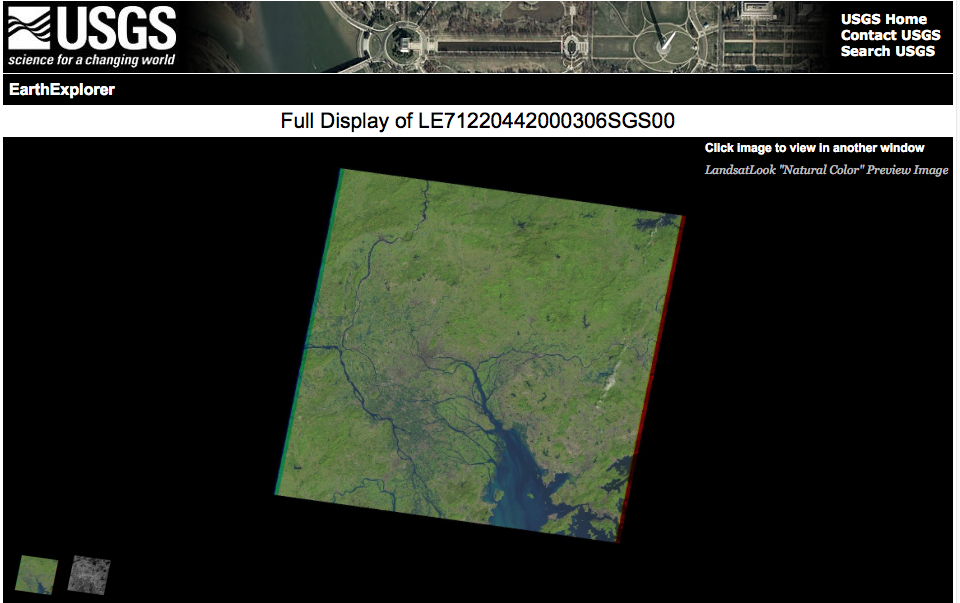 USGS
science for a changing world
USGS Home
Contact USGS
Search USGS
EarthExplorer
Full Display of LE71220442000306SGS00
Click image to view in another window
LandsatLook "Natural Color" Preview Image